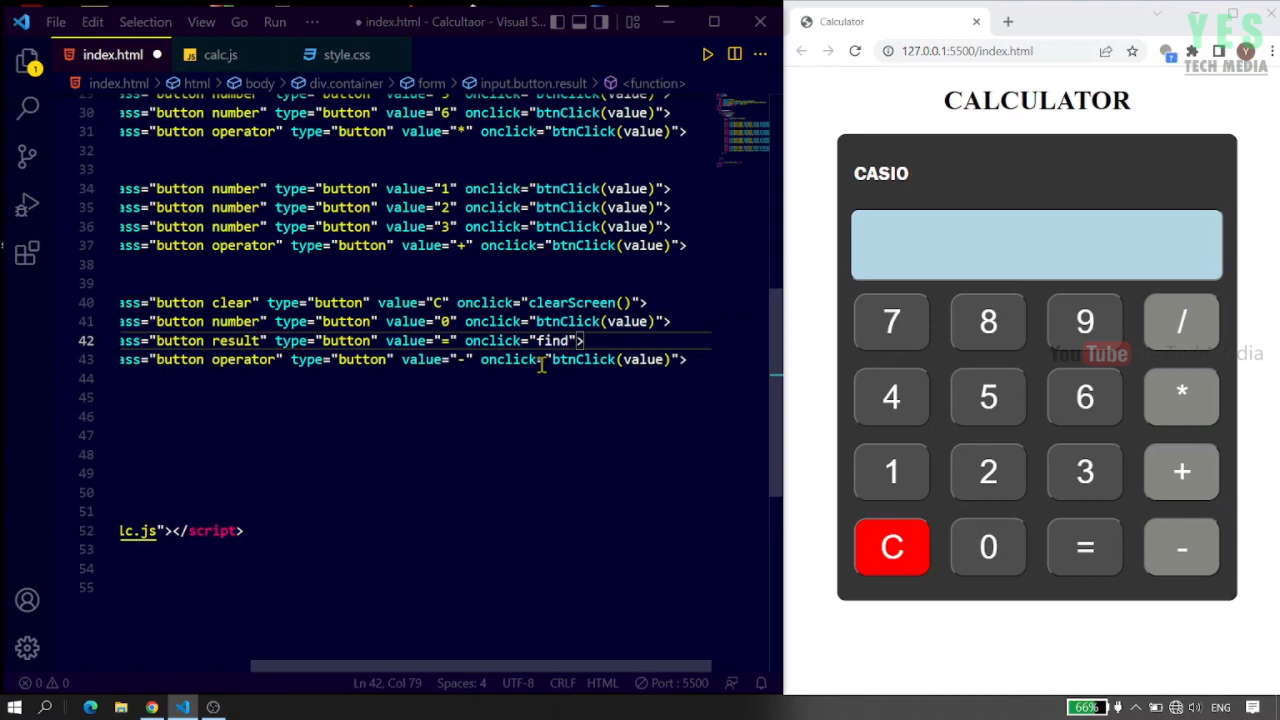 File Edit Selection View Go Run ··· ● index.html - Calcultaor - Visual S...
index.html ● calc.js style.css
index.html > html > body > div.container > form > input.button.result > <function>
30 ass="button number" type="button" value="6" onclick="btnClick(value)">
31 ass="button operator" type="button" value="*" onclick="btnClick(value)">
32
33
34 ass="button number" type="button" value="1" onclick="btnClick(value)">
35 ass="button number" type="button" value="2" onclick="btnClick(value)">
36 ass="button number" type="button" value="3" onclick="btnClick(value)">
37 ass="button operator" type="button" value="+" onclick="btnClick(value)">
38
39
40 ass="button clear" type="button" value="C" onclick="clearScreen()">
41 ass="button number" type="button" value="0" onclick="btnClick(value)">
42 ass="button result" type="button" value="=" onclick="find">
43 ass="button operator" type="button" value="-" onclick="btnClick(value)">
44
45
46
47
48
49
50
51
52 lc.js"></script>
53
54
55
1
0 0 Ln 42, Col 79 Spaces: 4 UTF-8 CRLF HTML Port : 5500
Calculator
127.0.0.1:5500/index.html
Y
YES
TECH MEDIA
CALCULATOR
CASIO
7 8 9 /
4 5 6 *
1 2 3 +
C 0 = -
YouTube
Media
66% ENG